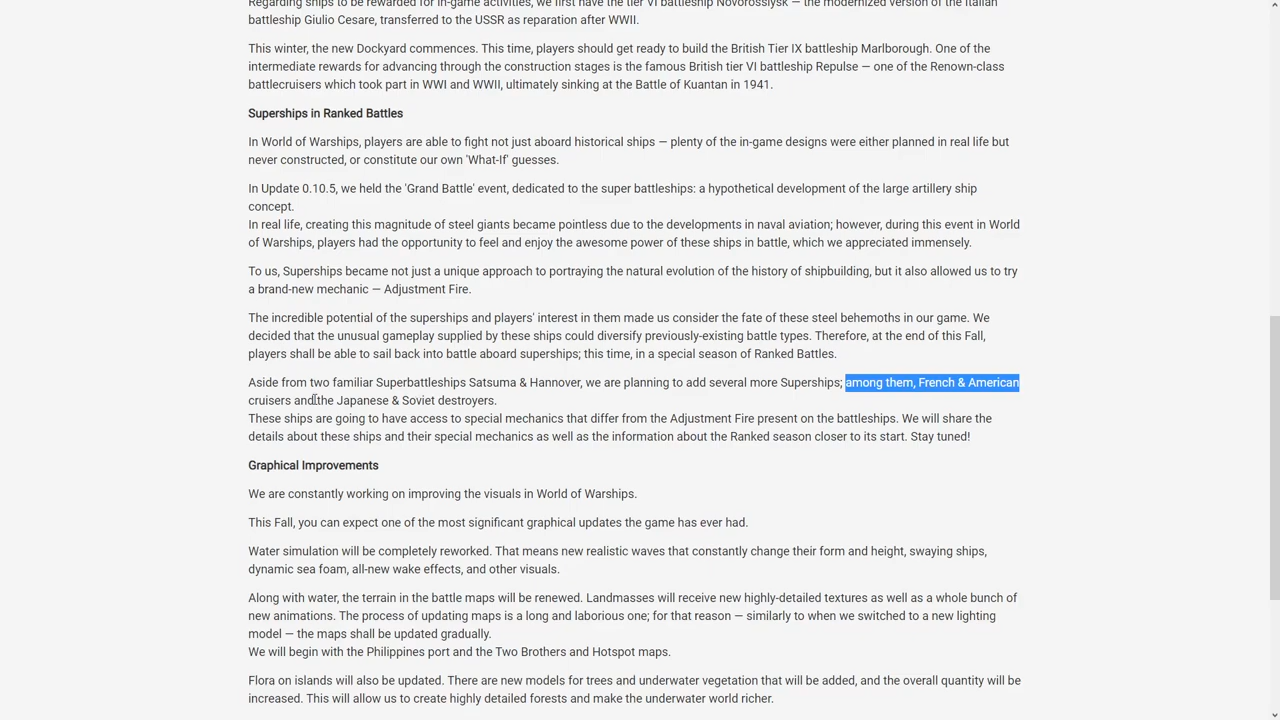 Regarding ships to be rewarded for in-game activities, we first have the tier VI battleship Novorossiysk — the modernized version of the Italian
battleship Giulio Cesare, transferred to the USSR as reparation after WWII.
This winter, the new Dockyard commences. This time, players should get ready to build the British Tier IX battleship Marlborough. One of the
intermediate rewards for advancing through the construction stages is the famous British tier VI battleship Repulse — one of the Renown-class
battlecruisers which took part in WWI and WWII, ultimately sinking at the Battle of Kuantan in 1941.
Superships in Ranked Battles
In World of Warships, players are able to fight not just aboard historical ships — plenty of the in-game designs were either planned in real life but
never constructed, or constitute our own 'What-If' guesses.
In Update 0.10.5, we held the 'Grand Battle' event, dedicated to the super battleships: a hypothetical development of the large artillery ship
concept.
In real life, creating this magnitude of steel giants became pointless due to the developments in naval aviation; however, during this event in World
of Warships, players had the opportunity to feel and enjoy the awesome power of these ships in battle, which we appreciated immensely.
To us, Superships became not just a unique approach to portraying the natural evolution of the history of shipbuilding, but it also allowed us to try
a brand-new mechanic — Adjustment Fire.
The incredible potential of the superships and players' interest in them made us consider the fate of these steel behemoths in our game. We
decided that the unusual gameplay supplied by these ships could diversify previously-existing battle types. Therefore, at the end of this Fall,
players shall be able to sail back into battle aboard superships; this time, in a special season of Ranked Battles.
Aside from two familiar Superbattleships Satsuma & Hannover, we are planning to add several more Superships; among them, French & American
cruisers and the Japanese & Soviet destroyers.
These ships are going to have access to special mechanics that differ from the Adjustment Fire present on the battleships. We will share the
details about these ships and their special mechanics as well as the information about the Ranked season closer to its start. Stay tuned!
Graphical Improvements
We are constantly working on improving the visuals in World of Warships.
This Fall, you can expect one of the most significant graphical updates the game has ever had.
Water simulation will be completely reworked. That means new realistic waves that constantly change their form and height, swaying ships,
dynamic sea foam, all-new wake effects, and other visuals.
Along with water, the terrain in the battle maps will be renewed. Landmasses will receive new highly-detailed textures as well as a whole bunch of
new animations. The process of updating maps is a long and laborious one; for that reason — similarly to when we switched to a new lighting
model — the maps shall be updated gradually.
We will begin with the Philippines port and the Two Brothers and Hotspot maps.
Flora on islands will also be updated. There are new models for trees and underwater vegetation that will be added, and the overall quantity will be
increased. This will allow us to create highly detailed forests and make the underwater world richer.